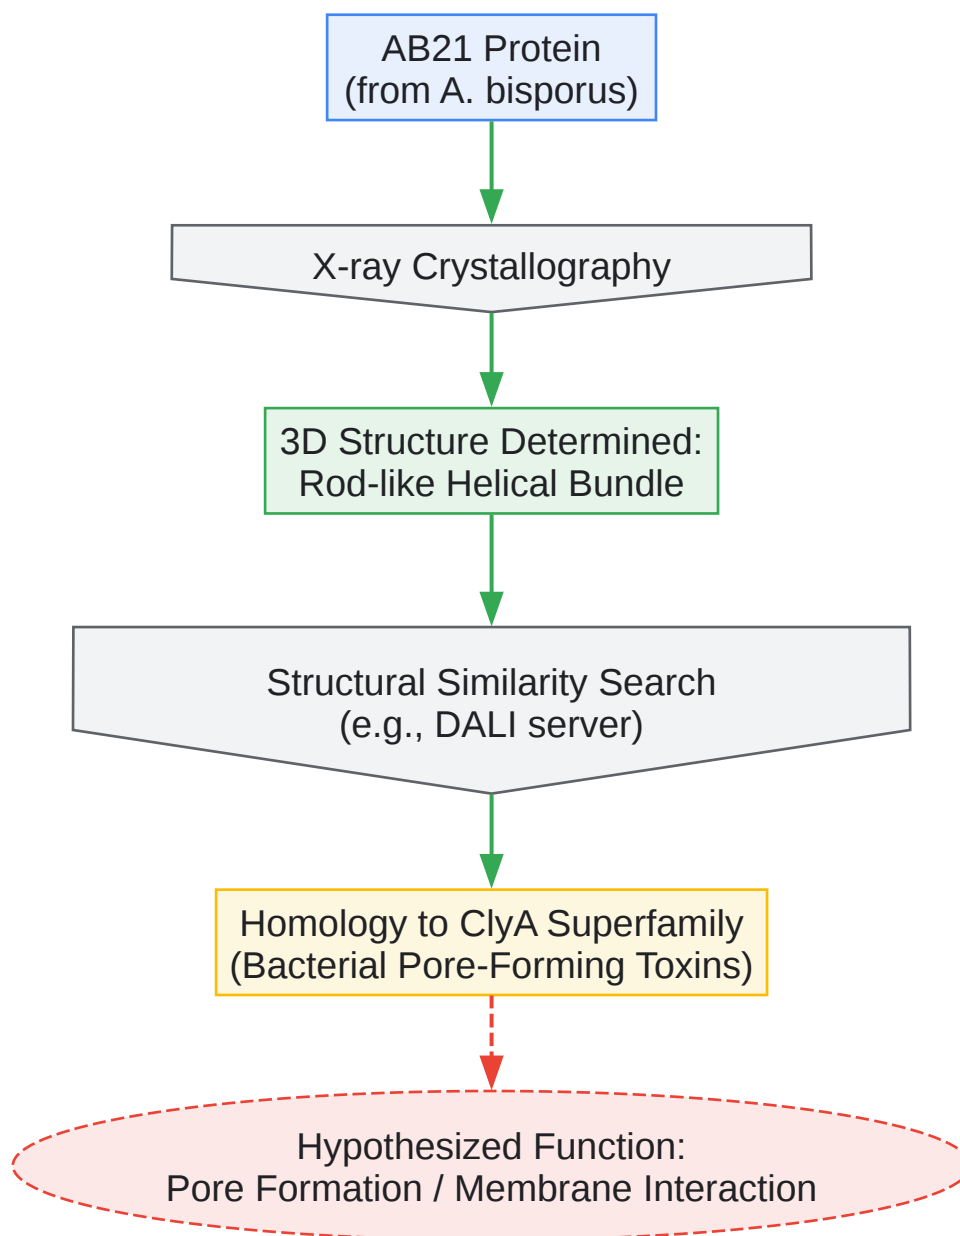 AB21 Protein
(from A. bisporus)
X-ray Crystallography
3D Structure Determined:
Rod-like Helical Bundle
Structural Similarity Search
(e.g., DALI server)
Homology to ClyA Superfamily
(Bacterial Pore-Forming Toxins)
Hypothesized Function:
Pore Formation / Membrane Interaction